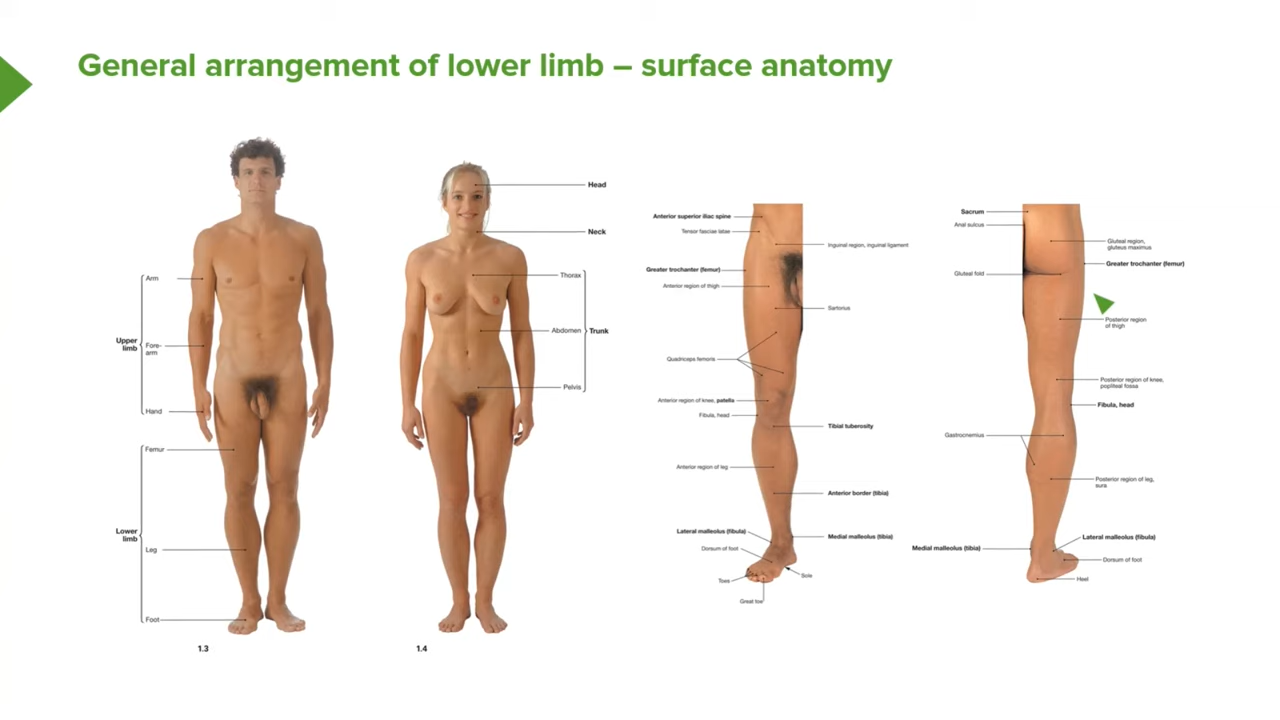 General arrangement of lower limb – surface anatomy
Head
Neck
Thorax
Abdomen
Trunk
Pelvis
Arm
Upper
limb
Fore-
arm
Hand
Femur
Lower
limb
Leg
Foot
1.3
1.4
Anterior superior iliac spine
Tensor fasciae latae
Inguinal region, inguinal ligament
Greater trochanter (femur)
Anterior region of thigh
Sartorius
Quadriceps femoris
Anterior region of knee, patella
Fibula, head
Tibial tuberosity
Anterior region of leg
Anterior border (tibia)
Lateral malleolus (fibula)
Medial malleolus (tibia)
Dorsum of foot
Toes
Sole
Great toe
Sacrum
Anal sulcus
Gluteal region,
gluteus maximus
Greater trochanter (femur)
Gluteal fold
Posterior region
of thigh
Posterior region of knee,
popliteal fossa
Fibula, head
Gastrocnemius
Posterior region of leg,
sura
Lateral malleolus (fibula)
Medial malleolus (tibia)
Dorsum of foot
Heel